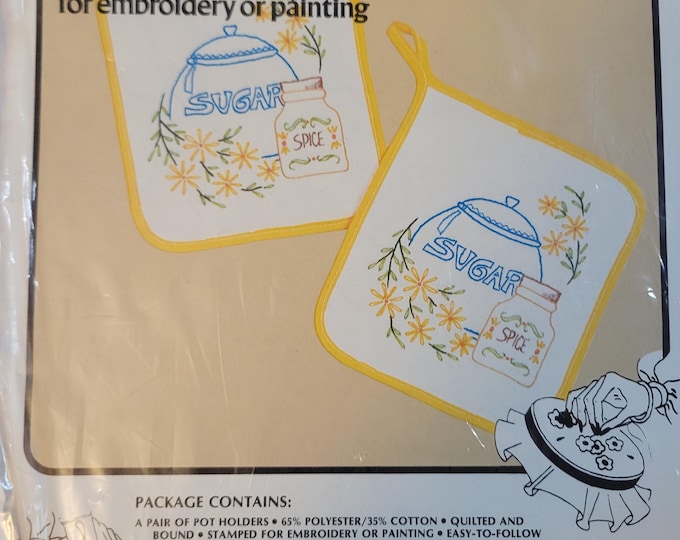 for embroidery or painting
SUGAR
SPICE
SUGAR
SPICE
PACKAGE CONTAINS:
A PAIR OF POT HOLDERS • 65% POLYESTER/35% COTTON • QUILTED AND
BOUND • STAMPED FOR EMBROIDERY OR PAINTING • EASY-TO-FOLLOW